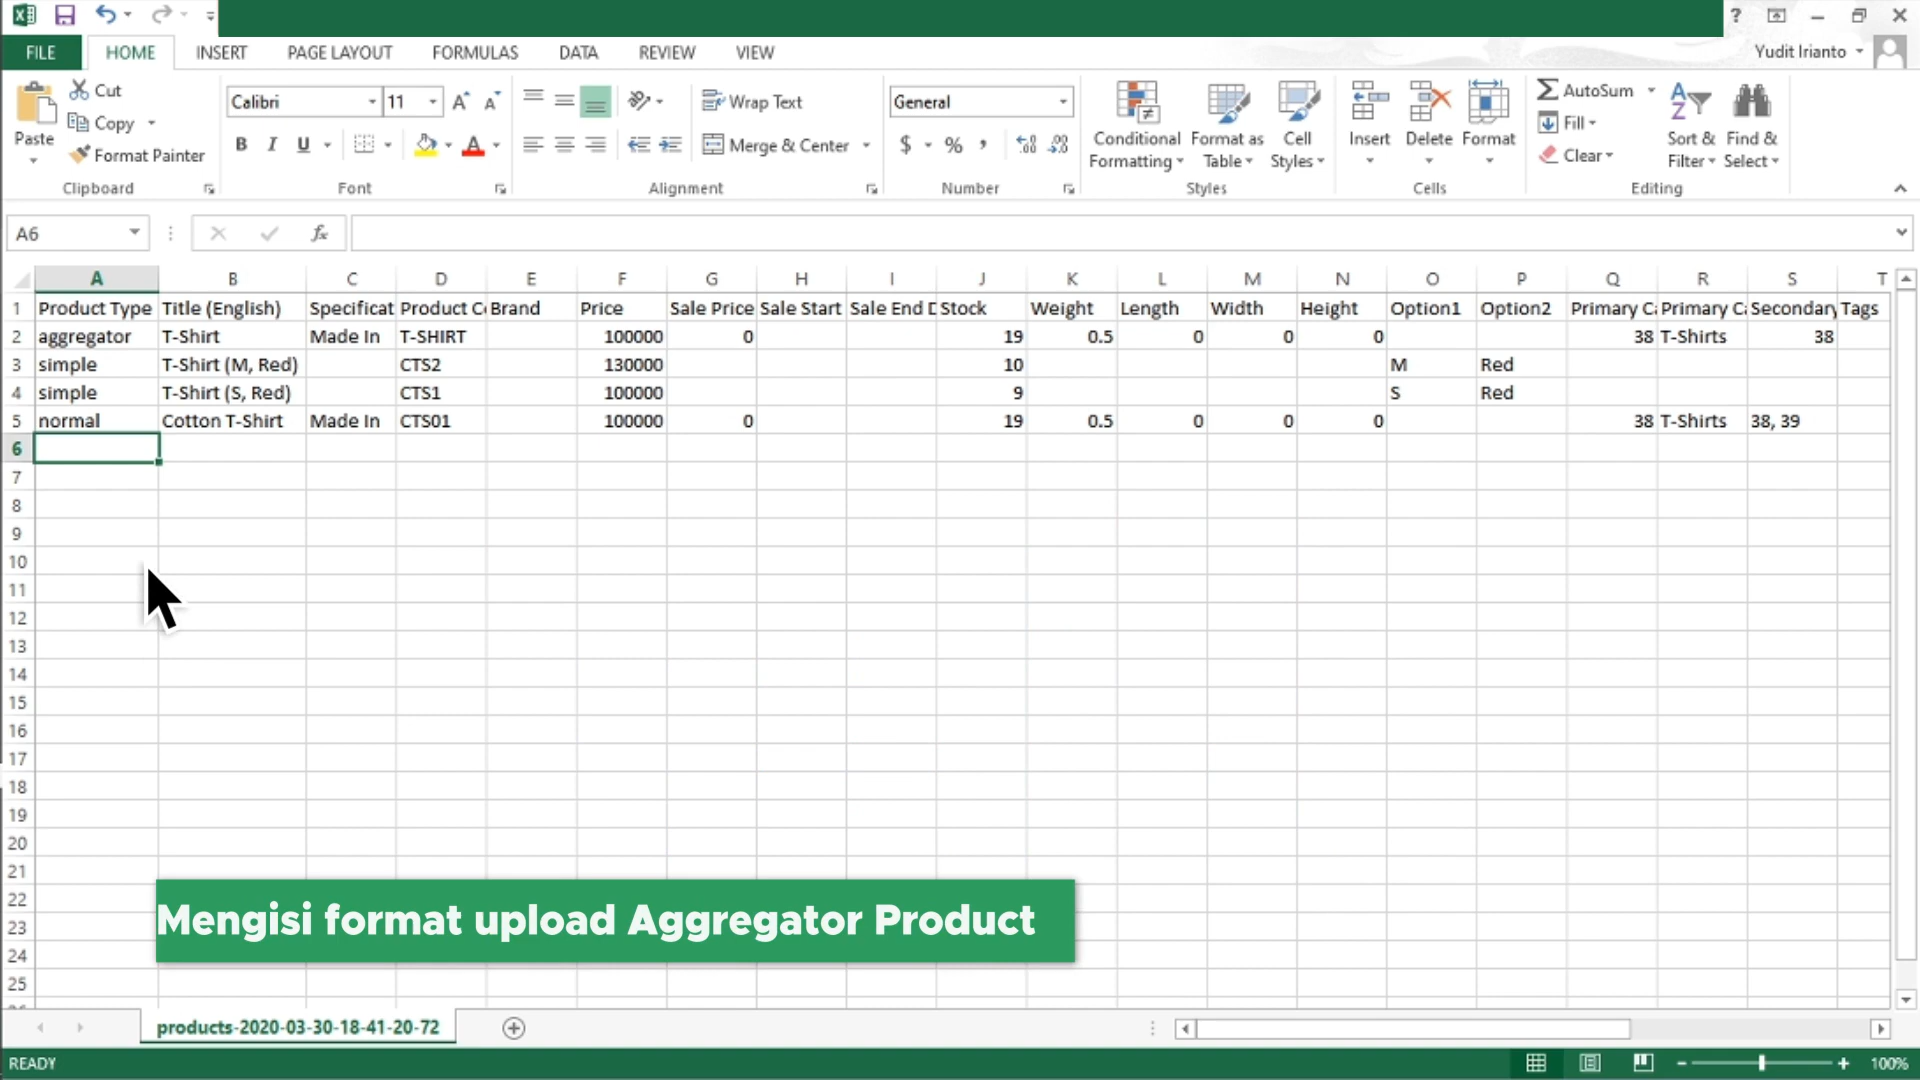 ?
FILE HOME INSERT PAGE LAYOUT FORMULAS DATA REVIEW VIEW Yudit Irianto
Cut
Copy
Format Painter
Paste
Clipboard
Calibri 11
B I U A
Font
Wrap Text
Merge & Center
Alignment
General
$ % ,
Number
Conditional Formatting
Format as Table
Cell Styles
Styles
Insert Delete Format
Cells
AutoSum
Fill
Clear
Sort & Filter
Find & Select
Editing
A6 fx
A B C D E F G H I J K L M N O P Q R S T
1 Product Type Title (English) Specificat Product C Brand Price Sale Price Sale Start Sale End D Stock Weight Length Width Height Option1 Option2 Primary Ca Primary Ca Secondary Tags
2 aggregator T-Shirt Made In T-SHIRT 100000 0 19 0.5 0 0 0 38 T-Shirts 38
3 simple T-Shirt (M, Red) CTS2 130000 10 M Red
4 simple T-Shirt (S, Red) CTS1 100000 9 S Red
5 normal Cotton T-Shirt Made In CTS01 100000 0 19 0.5 0 0 0 38 T-Shirts 38, 39
6
7
8
9
10
11
12
13
14
15
16
17
18
19
20
21
22
23
24
25
Mengisi format upload Aggregator Product
products-2020-03-30-18-41-20-72
READY 100%